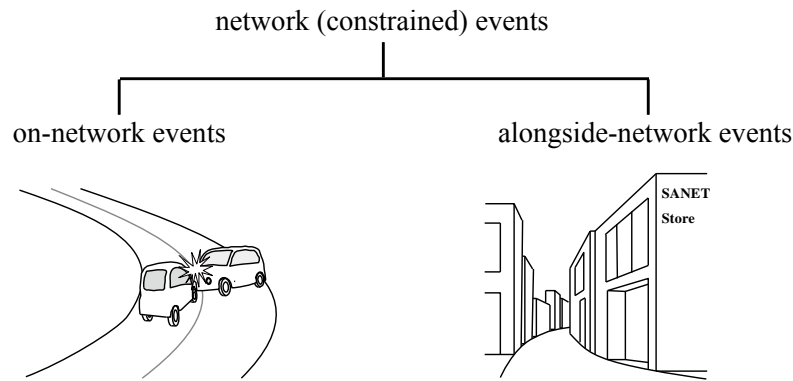 network (constrained) events
on-network events
alongside-network events
SANET
Store